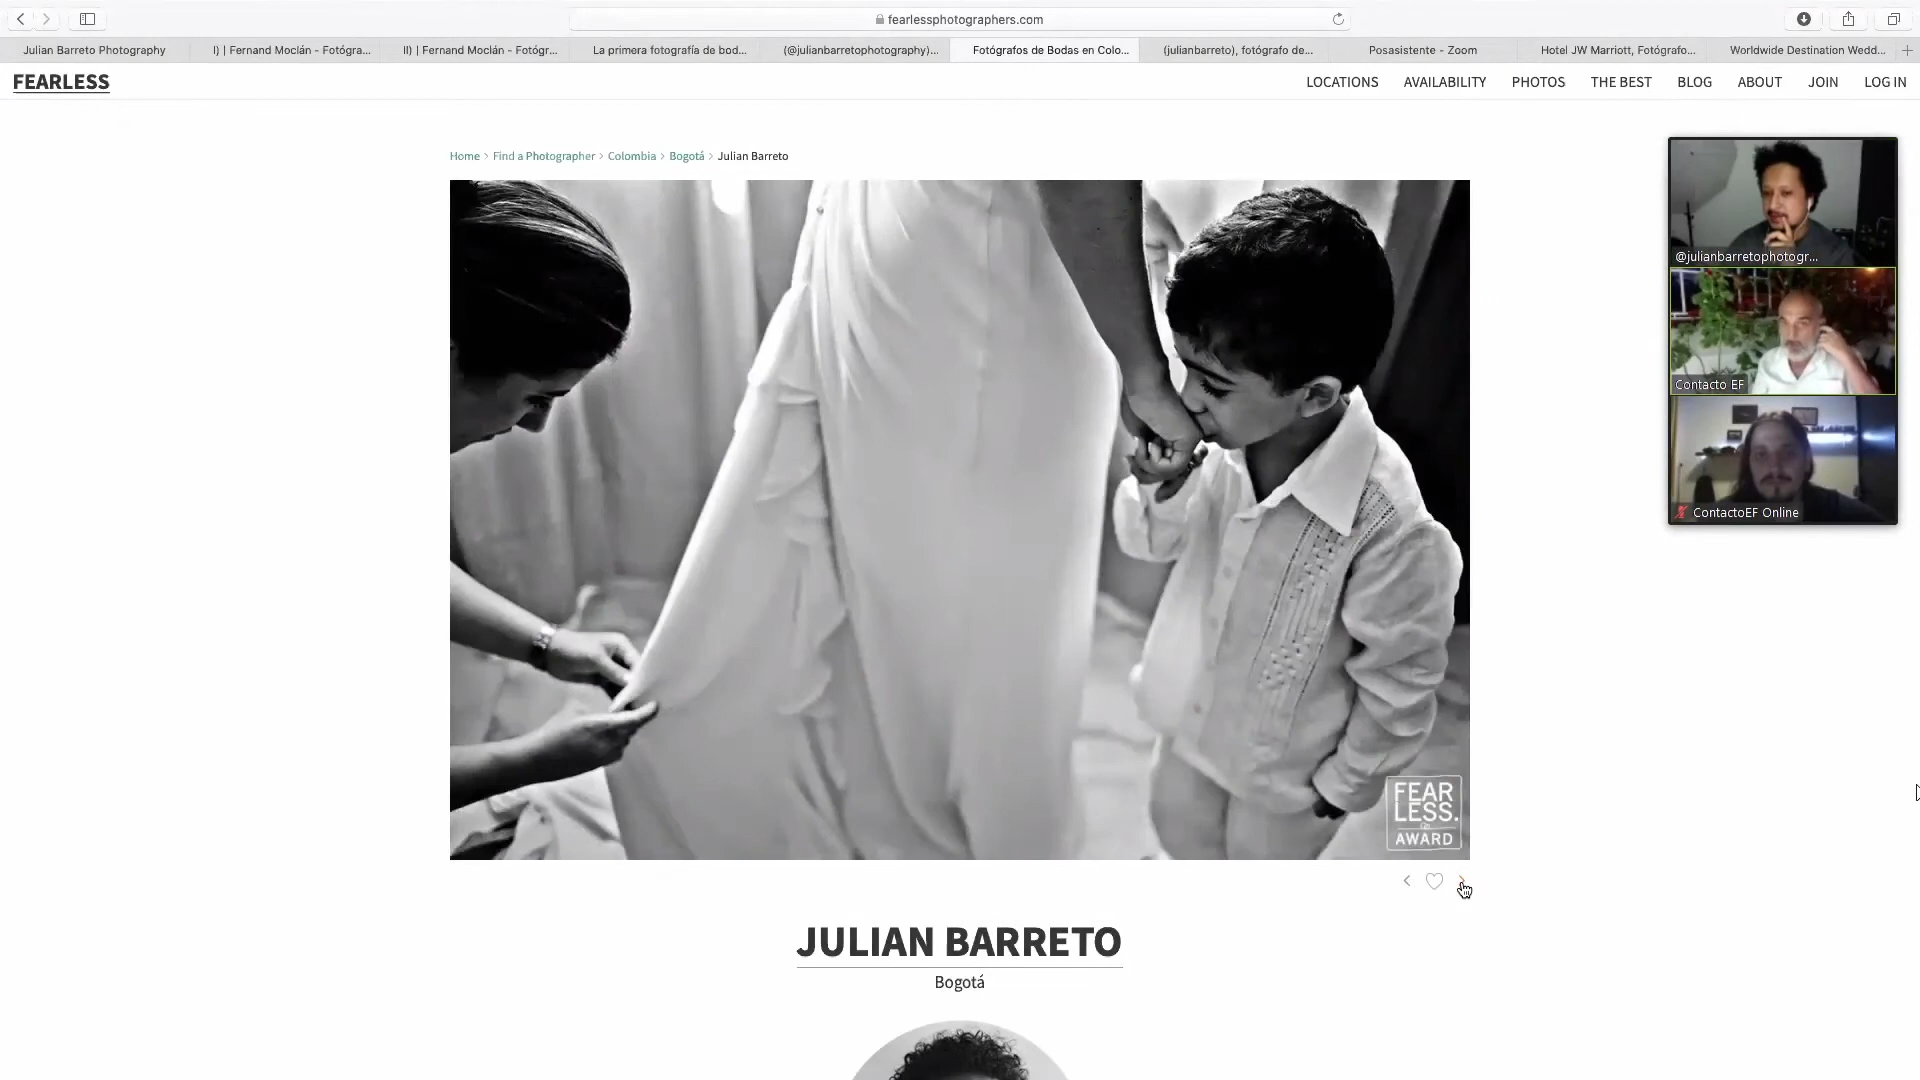 fearlessphotographers.com
Julian Barreto Photography
I) | Fernand Moclán - Fotógra...
II) | Fernand Moclán - Fotógr...
La primera fotografía de bod...
(@julianbarretophotography)...
Fotógrafos de Bodas en Colo...
(julianbarreto), fotógrafo de...
Posasistente - Zoom
Hotel JW Marriott, Fotógrafo...
Worldwide Destination Wedd...
FEARLESS
LOCATIONS
AVAILABILITY
PHOTOS
THE BEST
BLOG
ABOUT
JOIN
LOG IN
Home > Find a Photographer > Colombia > Bogotá > Julian Barreto
@julianbarretophotogr...
Contacto EF
ContactoEF Online
FEAR
LESS.
AWARD
JULIAN BARRETO
Bogotá